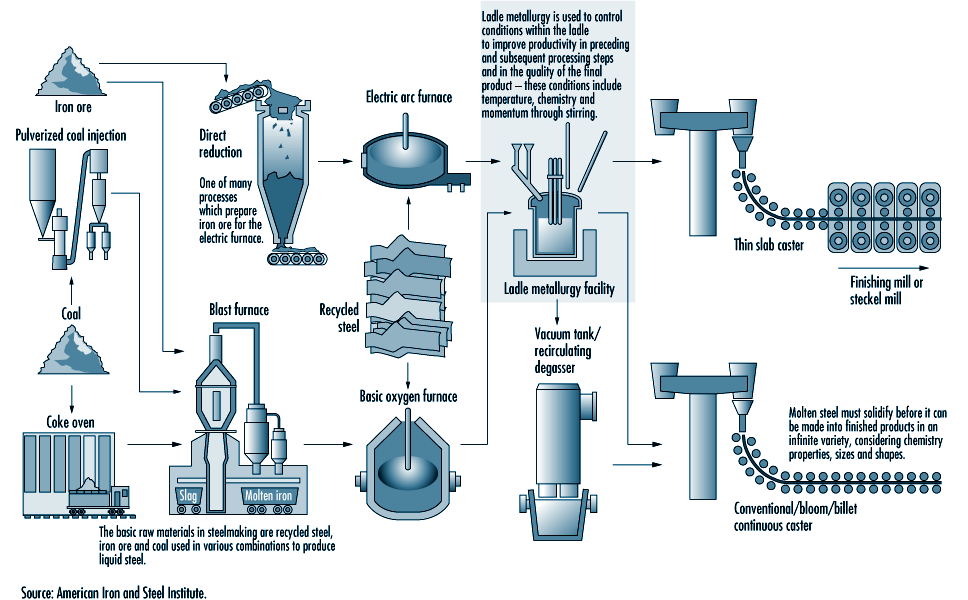 Ladle metallurgy is used to control
conditions within the ladle
to improve productivity in preceding
and subsequent processing steps
and in the quality of the final
product – these conditions include
temperature, chemistry and
momentum through stirring.
Iron ore
Pulverized coal injection
Direct
reduction
One of many
processes
which prepare
iron ore for the
electric furnace.
Electric arc furnace
Thin slab caster
Finishing mill or
steckel mill
Ladle metallurgy facility
Coal
Blast furnace
Recycled
steel
Vacuum tank/
recirculating
degasser
Coke oven
Basic oxygen furnace
Molten steel must solidify before it can
be made into finished products in an
infinite variety, considering chemistry
properties, sizes and shapes.
Slag
Molten iron
Conventional/bloom/billet
continuous caster
The basic raw materials in steelmaking are recycled steel,
iron ore and coal used in various combinations to produce
liquid steel.
Source: American Iron and Steel Institute.